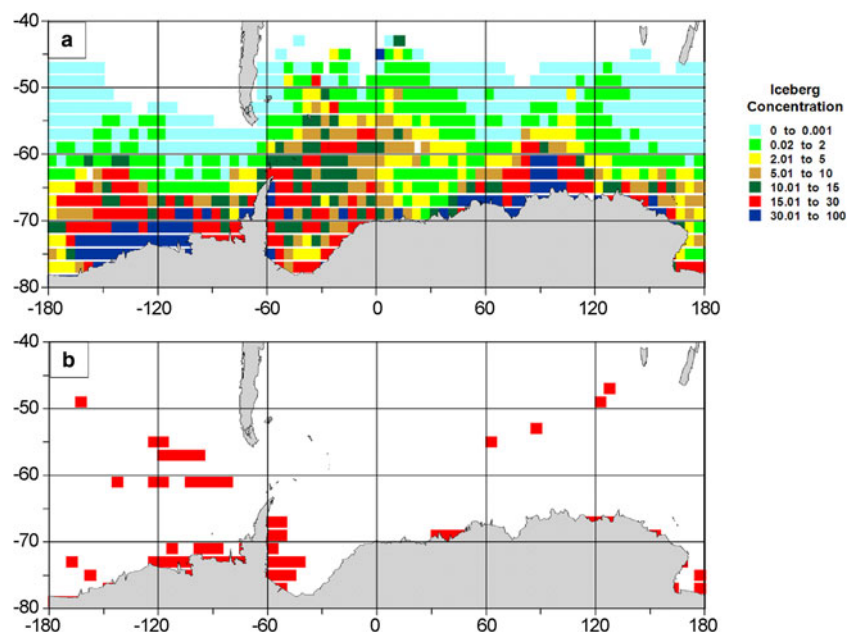 -40
a
-50
-60
-70
-80
-180
-120
-60
0
60
120
180
Iceberg
Concentration
0 to 0.001
0.02 to 2
2.01 to 5
5.01 to 10
10.01 to 15
15.01 to 30
30.01 to 100
-40
b
-50
-60
-70
-80
-180
-120
-60
0
60
120
180